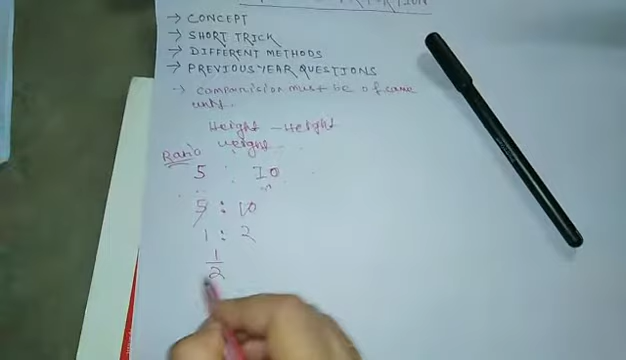 → CONCEPT
→ SHORT TRICK
→ DIFFERENT METHODS
→ PREVIOUS YEAR QUESTIONS
→ comparision must be of same
unit.
Height - Height
weight
Ratio
5 : 10
5 : 10
1 : 2
1
2